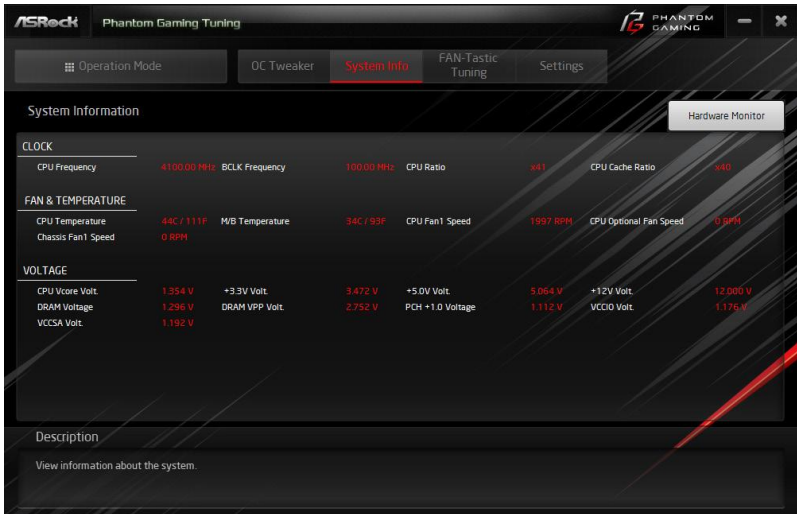 ASRock Phantom Gaming Tuning PHANTOM GAMING
Operation Mode OC Tweaker System Info FAN-Tastic Tuning Settings
System Information Hardware Monitor
CLOCK
CPU Frequency 4100.00 MHz BCLK Frequency 100.00 MHz CPU Ratio x41 CPU Cache Ratio x40
FAN & TEMPERATURE
CPU Temperature 44C / 111F M/B Temperature 34C / 93F CPU Fan1 Speed 1997 RPM CPU Optional Fan Speed 0 RPM
Chassis Fan1 Speed 0 RPM
VOLTAGE
CPU Vcore Volt. 1.354 V +3.3V Volt. 3.472 V +5.0V Volt. 5.064 V +12V Volt. 12.000 V
DRAM Voltage 1.296 V DRAM VPP Volt. 2.752 V PCH +1.0 Voltage 1.112 V VCCIO Volt. 1.176 V
VCCSA Volt. 1.192 V
Description
View information about the system.